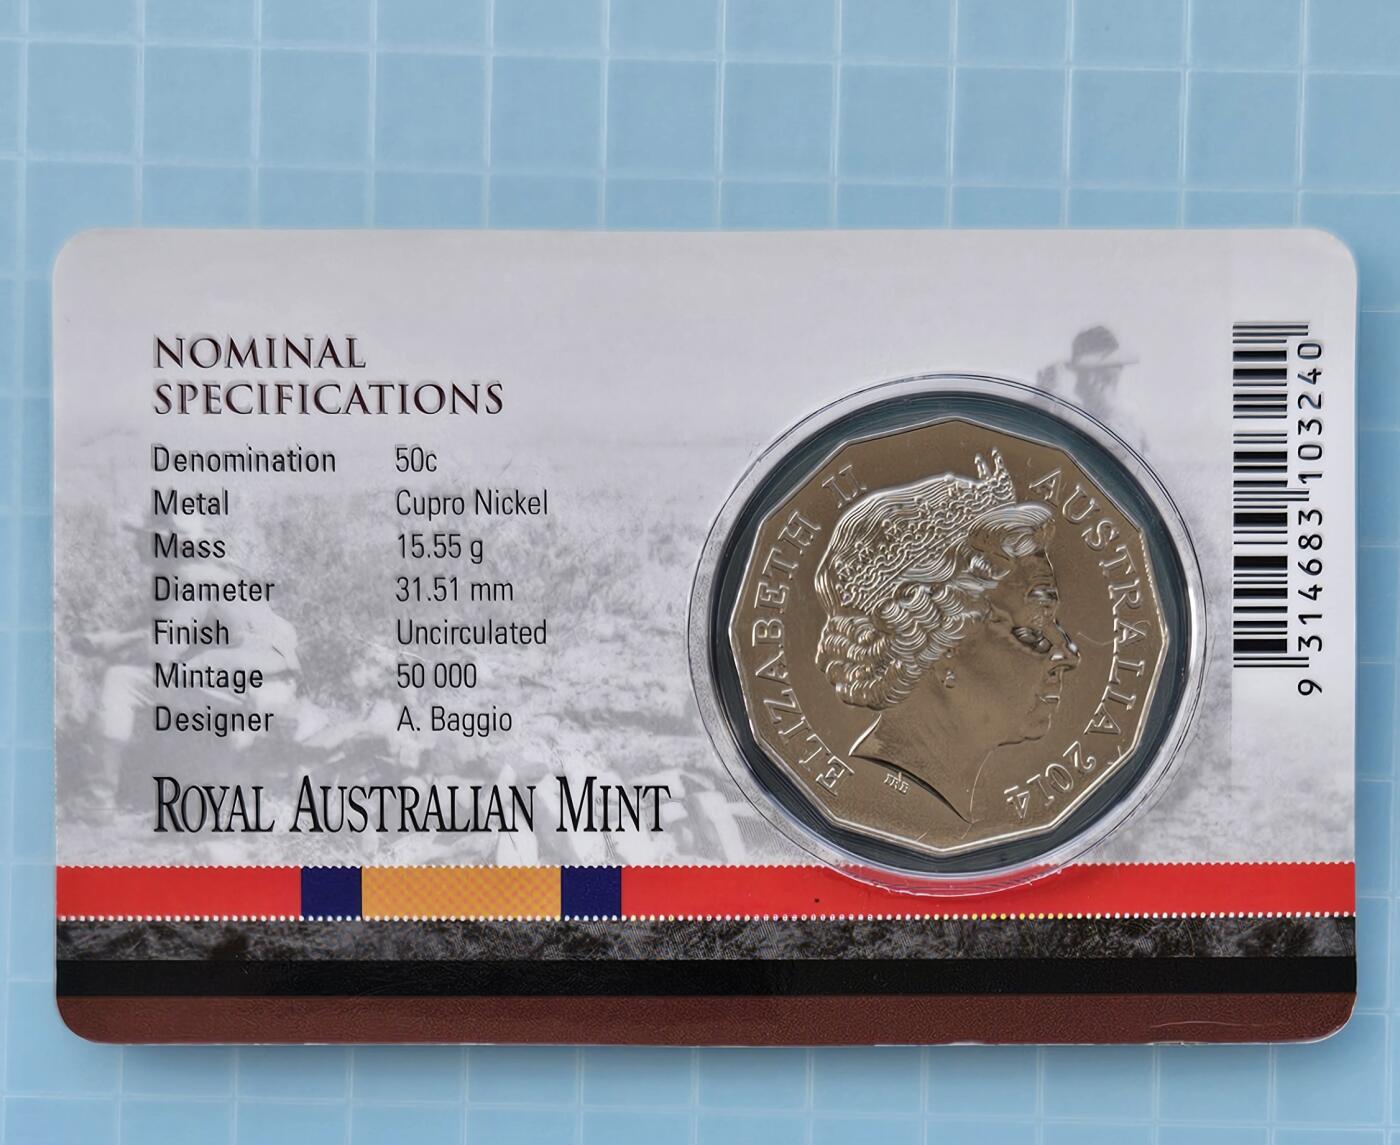 NOMINAL
SPECIFICATIONS
Denomination 50c
Metal Cupro Nickel
Mass 15.55 g
Diameter 31.51 mm
Finish Uncirculated
Mintage 50 000
Designer A. Baggio
ROYAL AUSTRALIAN MINT
ELIZABETH II AUSTRALIA 2014
IRB
9 314683 103240